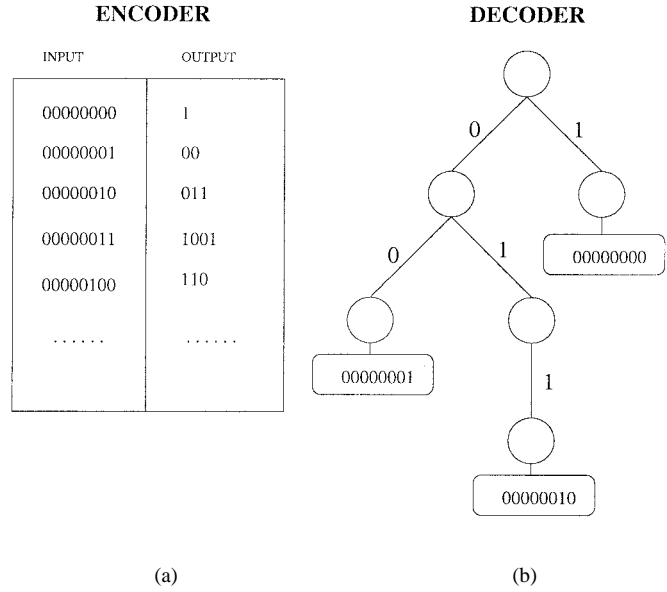 ENCODER
INPUT OUTPUT
00000000 1
00000001 00
00000010 011
00000011 1001
00000100 110
. . . . . . . . . . . .
(a)
DECODER
0 1
00000000
0 1
00000001
1
00000010
(b)